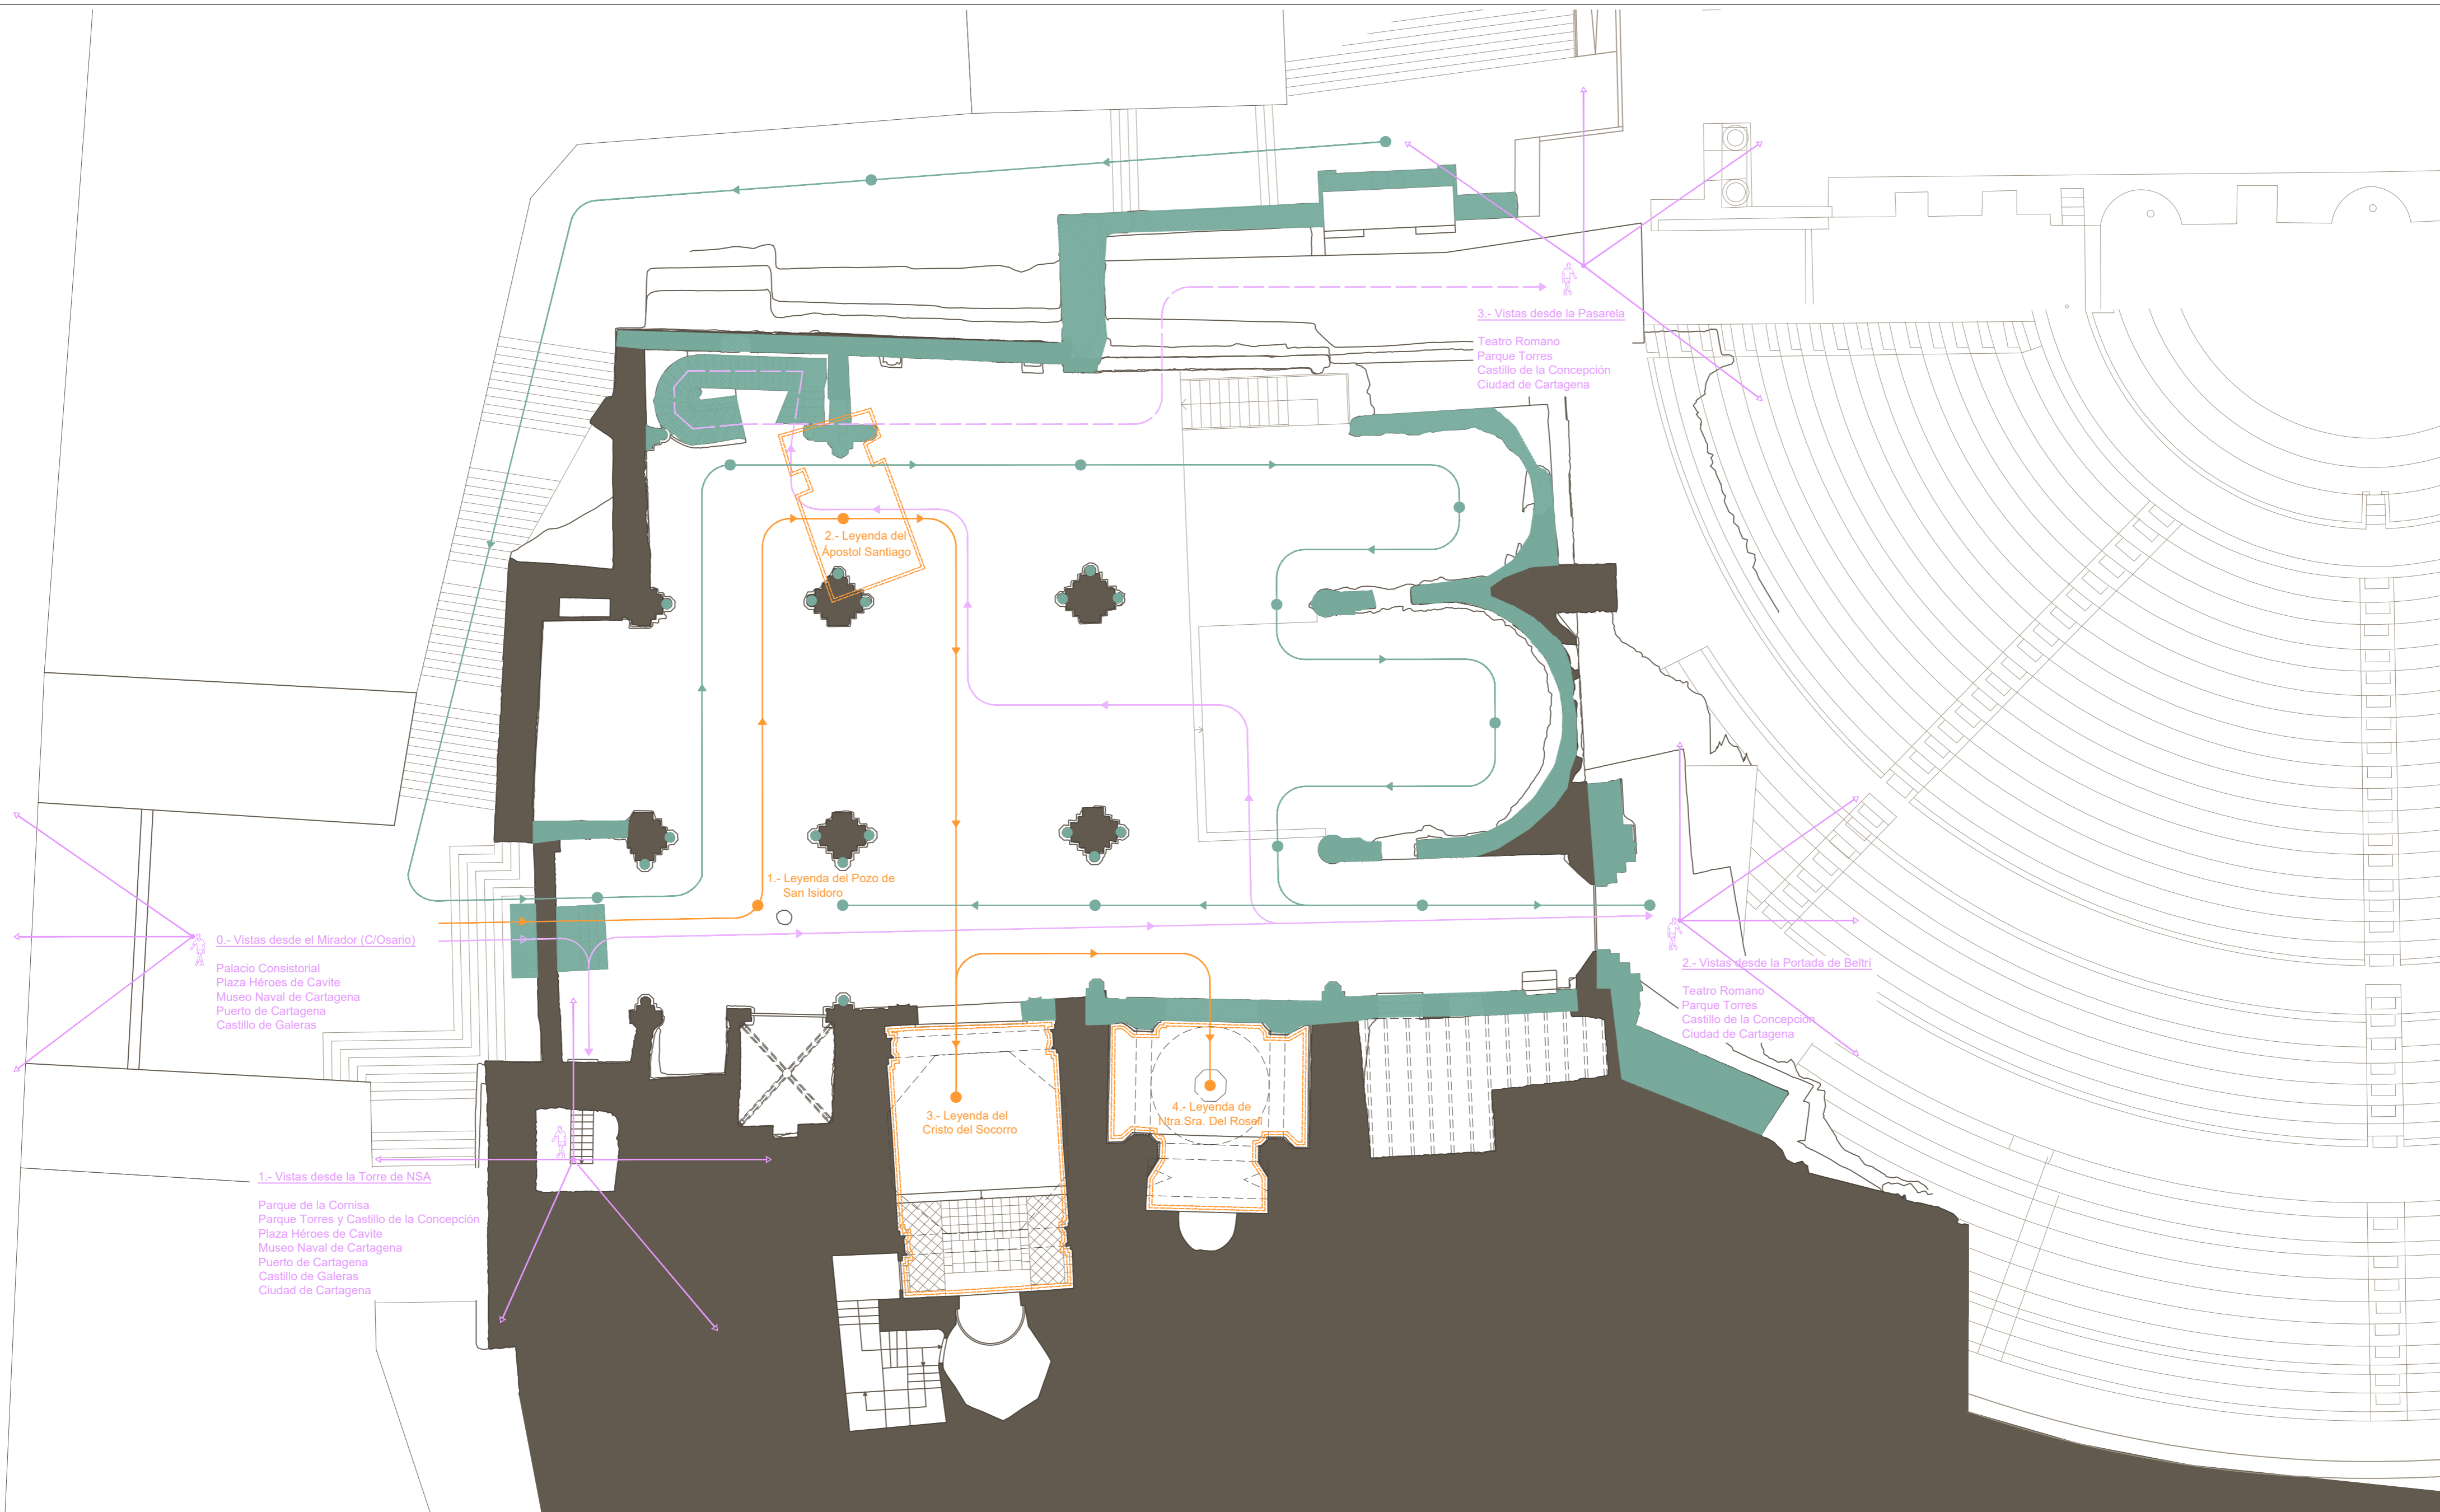 3.- Vistas desde la Pasarela
Teatro Romano
Parque Torres
Castillo de la Concepción
Ciudad de Cartagena
2.- Leyenda del
Apostol Santiago
1.- Leyenda del Pozo de
San Isidoro
0.- Vistas desde el Mirador (C/Osario)
Palacio Consistorial
Plaza Héroes de Cavite
Museo Naval de Cartagena
Puerto de Cartagena
Castillo de Galeras
2.- Vistas desde la Portada de Beltrí
Teatro Romano
Parque Torres
Castillo de la Concepción
Ciudad de Cartagena
3.- Leyenda del
Cristo del Socorro
4.- Leyenda de
Ntra.Sra. Del Rosell
1.- Vistas desde la Torre de NSA
Parque de la Cornisa
Parque Torres y Castillo de la Concepción
Plaza Héroes de Cavite
Museo Naval de Cartagena
Puerto de Cartagena
Castillo de Galeras
Ciudad de Cartagena